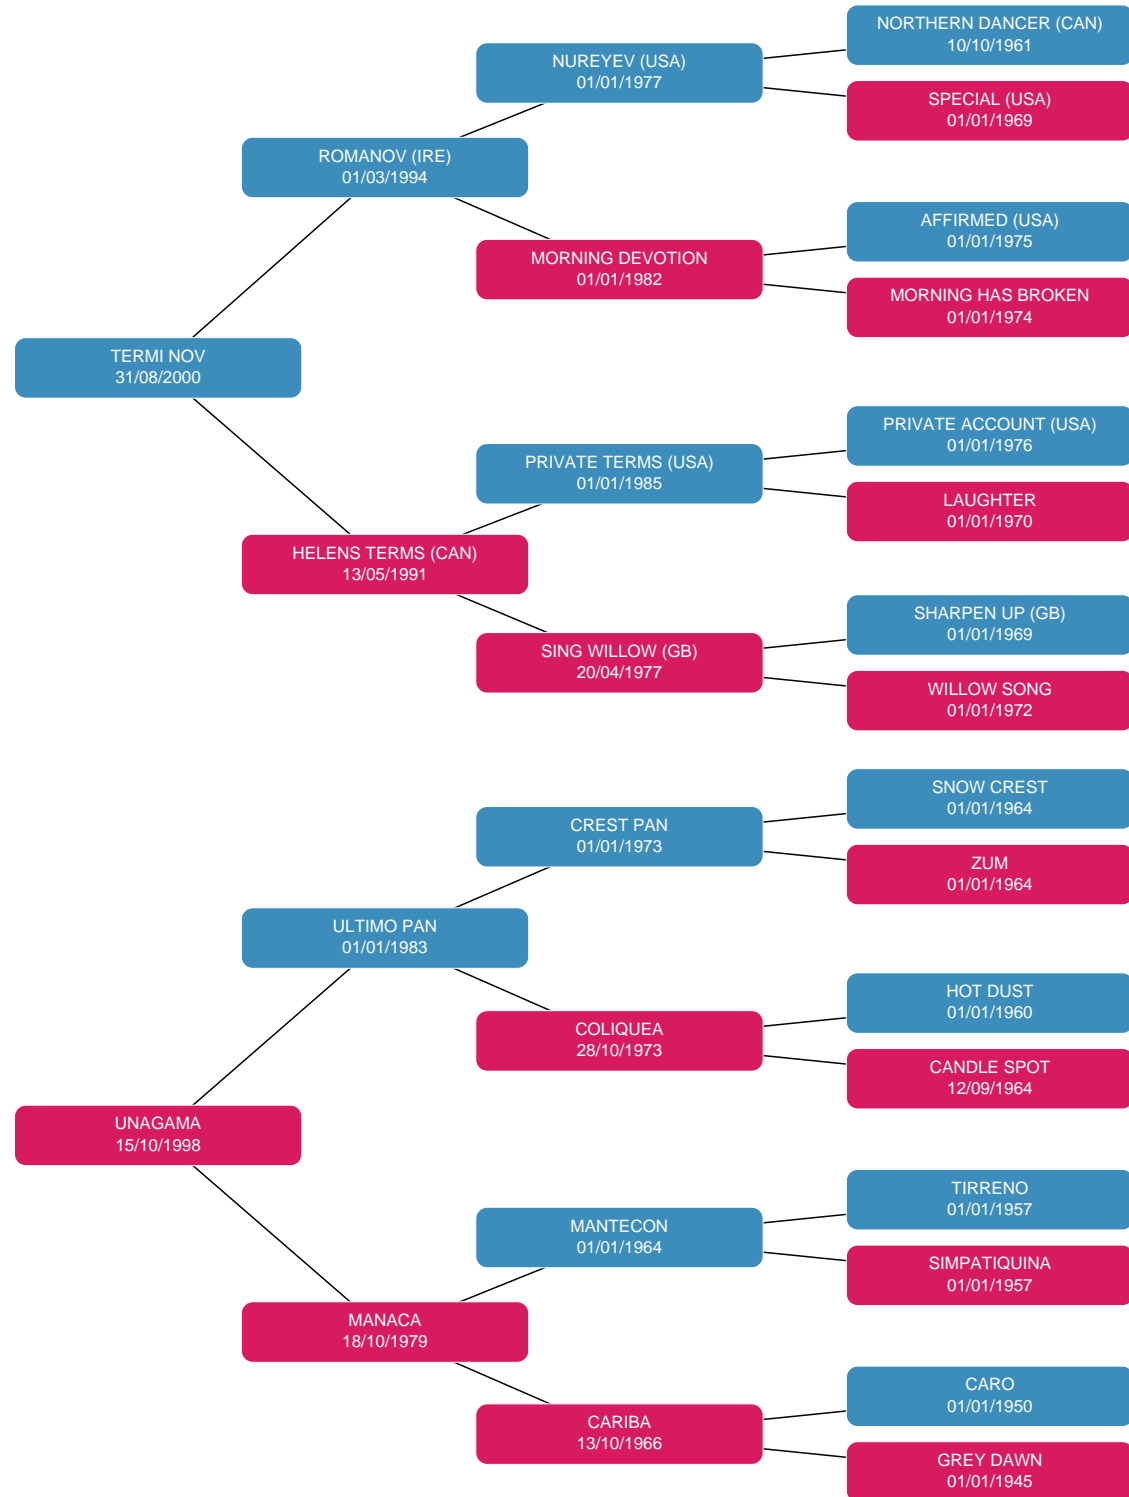 NORTHERN DANCER (CAN)
10/10/1961
NUREYEV (USA)
01/01/1977
SPECIAL (USA)
01/01/1969
ROMANOV (IRE)
01/03/1994
AFFIRMED (USA)
01/01/1975
MORNING DEVOTION
01/01/1982
MORNING HAS BROKEN
01/01/1974
TERMI NOV
31/08/2000
PRIVATE ACCOUNT (USA)
01/01/1976
PRIVATE TERMS (USA)
01/01/1985
LAUGHTER
01/01/1970
HELENS TERMS (CAN)
13/05/1991
SHARPEN UP (GB)
01/01/1969
SING WILLOW (GB)
20/04/1977
WILLOW SONG
01/01/1972
SNOW CREST
01/01/1964
CREST PAN
01/01/1973
ZUM
01/01/1964
ULTIMO PAN
01/01/1983
HOT DUST
01/01/1960
COLIQUEA
28/10/1973
CANDLE SPOT
12/09/1964
UNAGAMA
15/10/1998
TIRRENO
01/01/1957
MANTECON
01/01/1964
SIMPATIQUINA
01/01/1957
MANACA
18/10/1979
CARO
01/01/1950
CARIBA
13/10/1966
GREY DAWN
01/01/1945